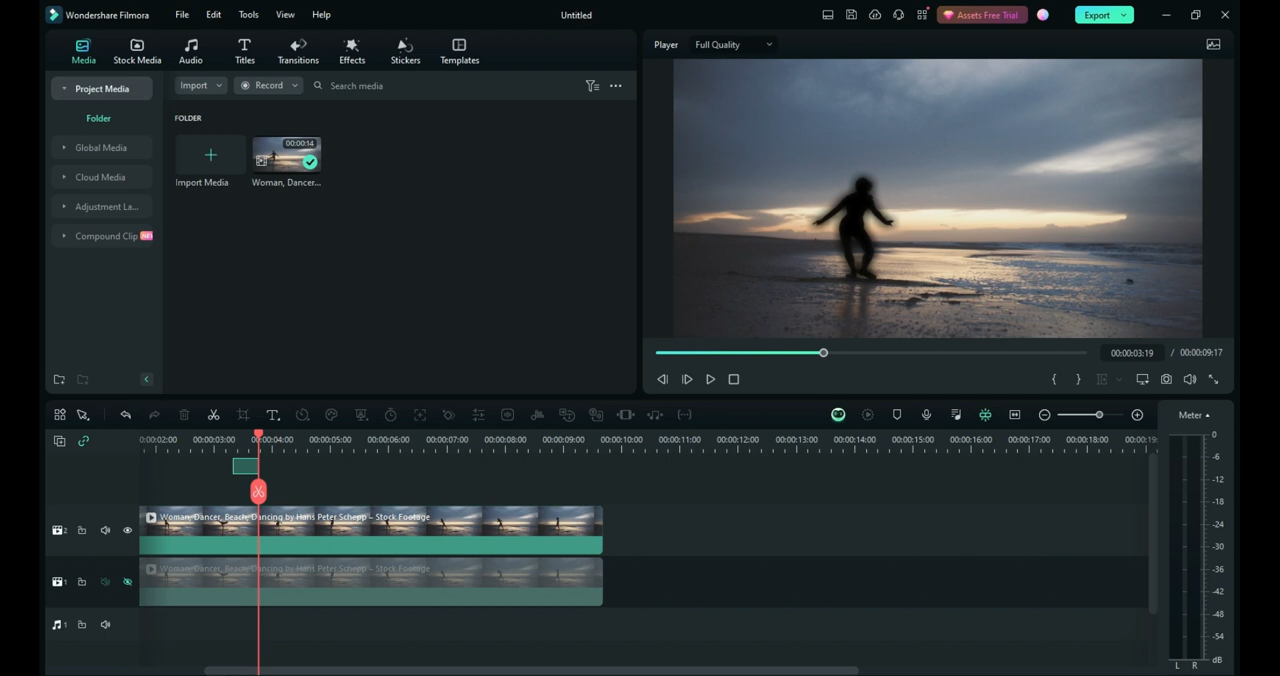 Wondershare Filmora File Edit Tools View Help Untitled Assets Free Trial Export
Media Stock Media Audio Titles Transitions Effects Stickers Templates
Player Full Quality
Project Media
Folder
Global Media
Cloud Media
Adjustment La...
Compound Clip
Import Record Search media
FOLDER
00:00:14
Import Media Woman, Dancer...
00:00:03:19 / 00:00:09:17
Meter
0:00:02:00 00:00:03:00 00:00:04:00 00:00:05:00 00:00:06:00 00:00:07:00 00:00:08:00 00:00:09:00 00:00:10:00 00:00:11:00 00:00:12:00 00:00:13:00 00:00:14:00 00:00:15:00 00:00:16:00 00:00:17:00 00:00:18:00 00:00:19:
2 Woman, Dancer, Beach, Dancing by Hans Peter Schepp – Stock Footage
1 Woman, Dancer, Beach, Dancing by Hans Peter Schepp – Stock Footage
1
0
-6
-12
-18
-24
-30
-36
-42
-48
-54
dB
L R